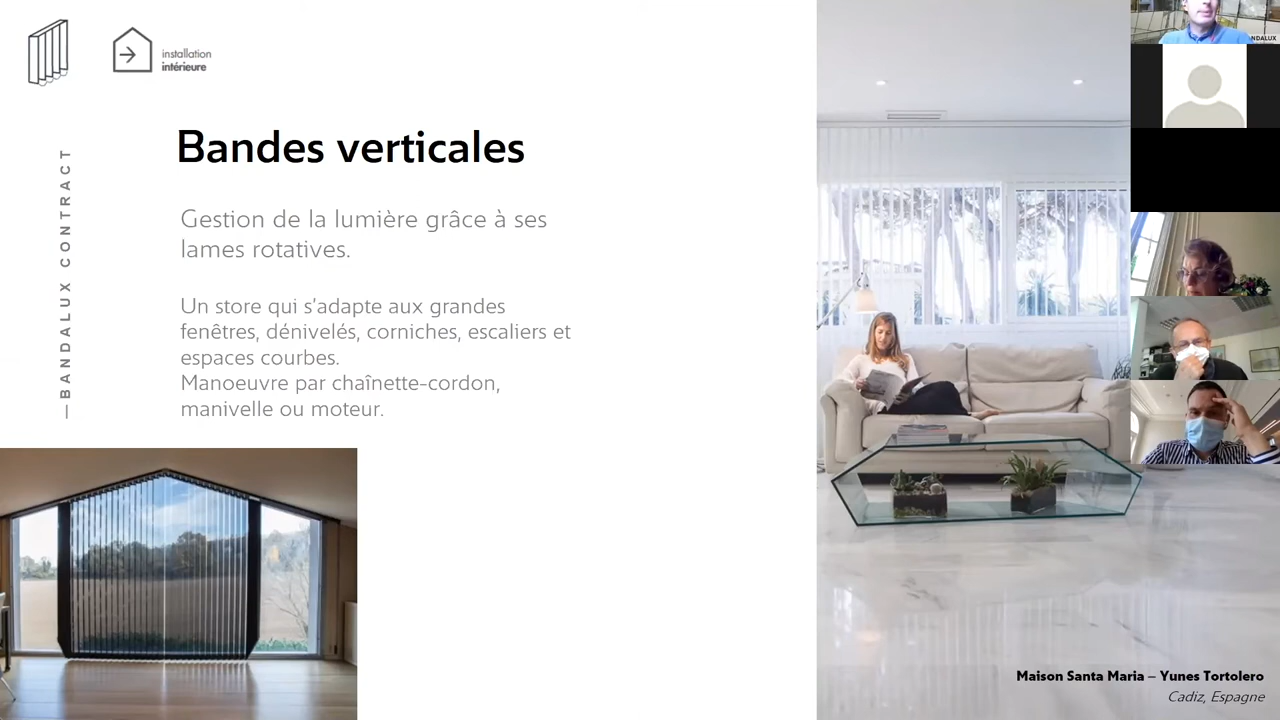 installation
intérieure
Bandes verticales
—BANDALUX CONTRACT
Gestion de la lumière grâce à ses
lames rotatives.
Un store qui s’adapte aux grandes
fenêtres, dénivelés, corniches, escaliers et
espaces courbes.
Manoeuvre par chaînette-cordon,
manivelle ou moteur.
NDALUX
Maison Santa Maria – Yunes Tortolero
Cadiz, Espagne